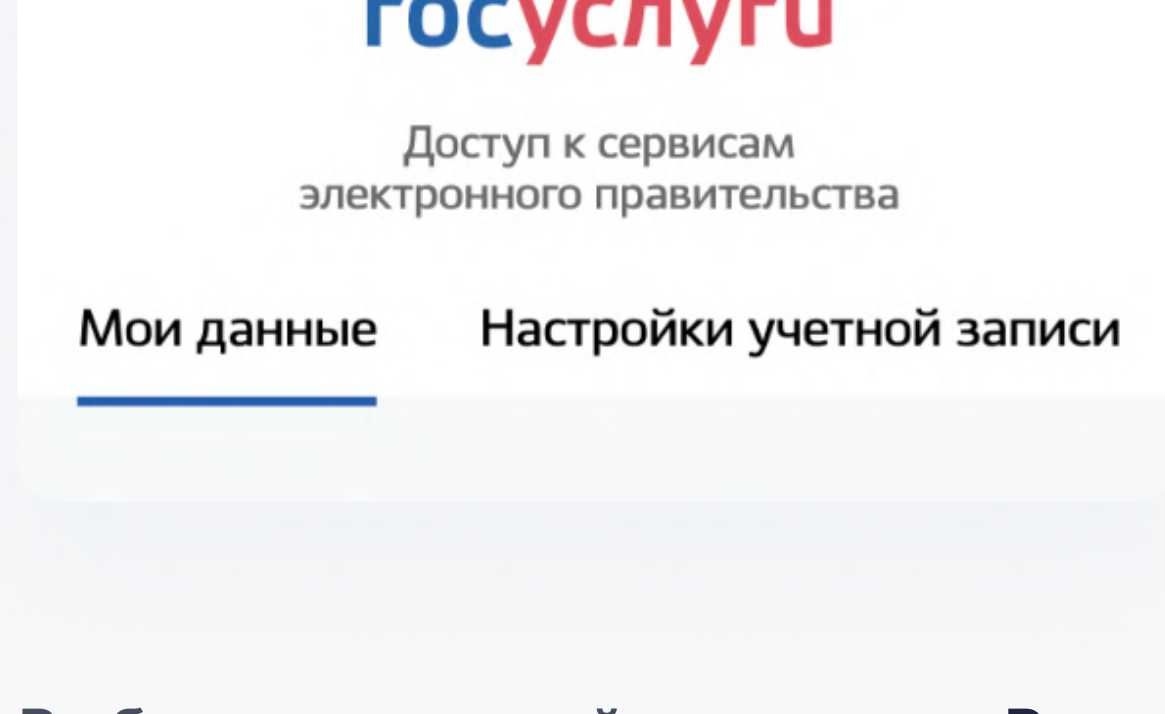 госуслуги
Доступ к сервисам
электронного правительства
Мои данные Настройки учетной записи